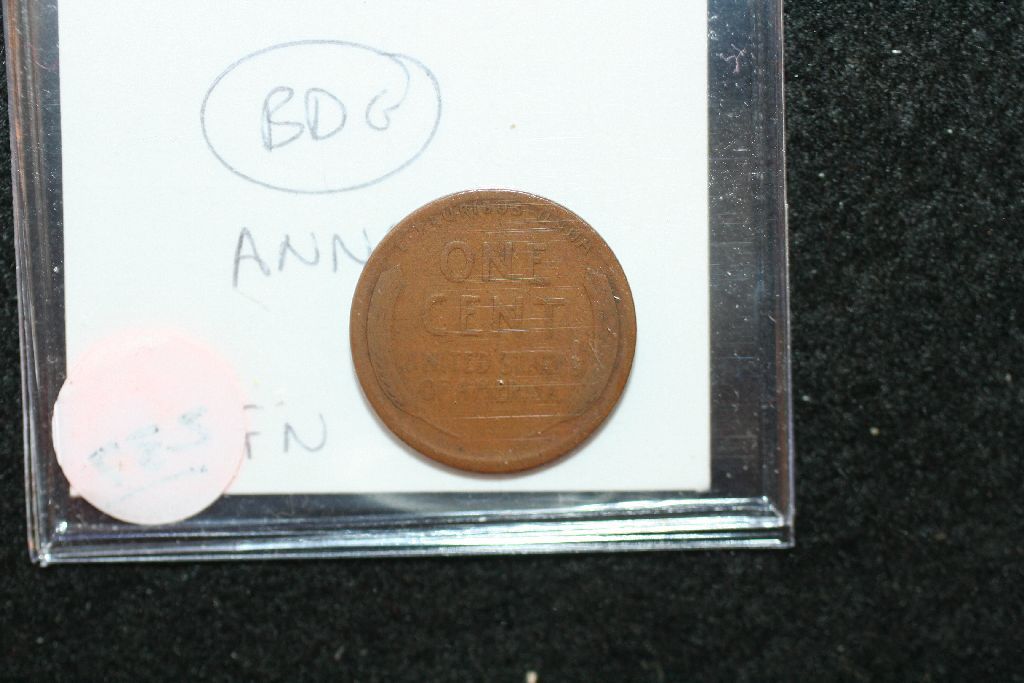 BDG
ANN
E PLURIBUS UNUM
ONE
CENT
UNITED STATES
OF AMERICA
FN